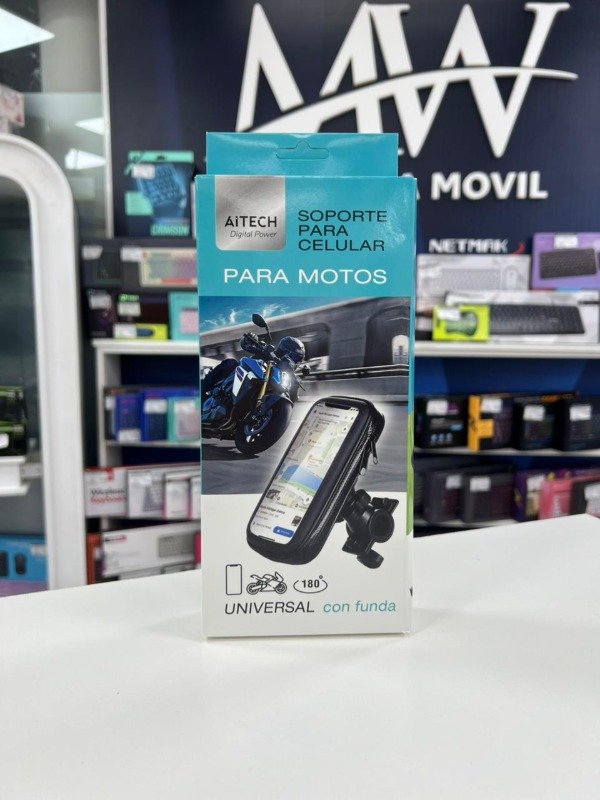 MW
MOVIL
NETMAK
AiTECH
Digital Power
SOPORTE
PARA
CELULAR
PARA MOTOS
180°
UNIVERSAL con funda